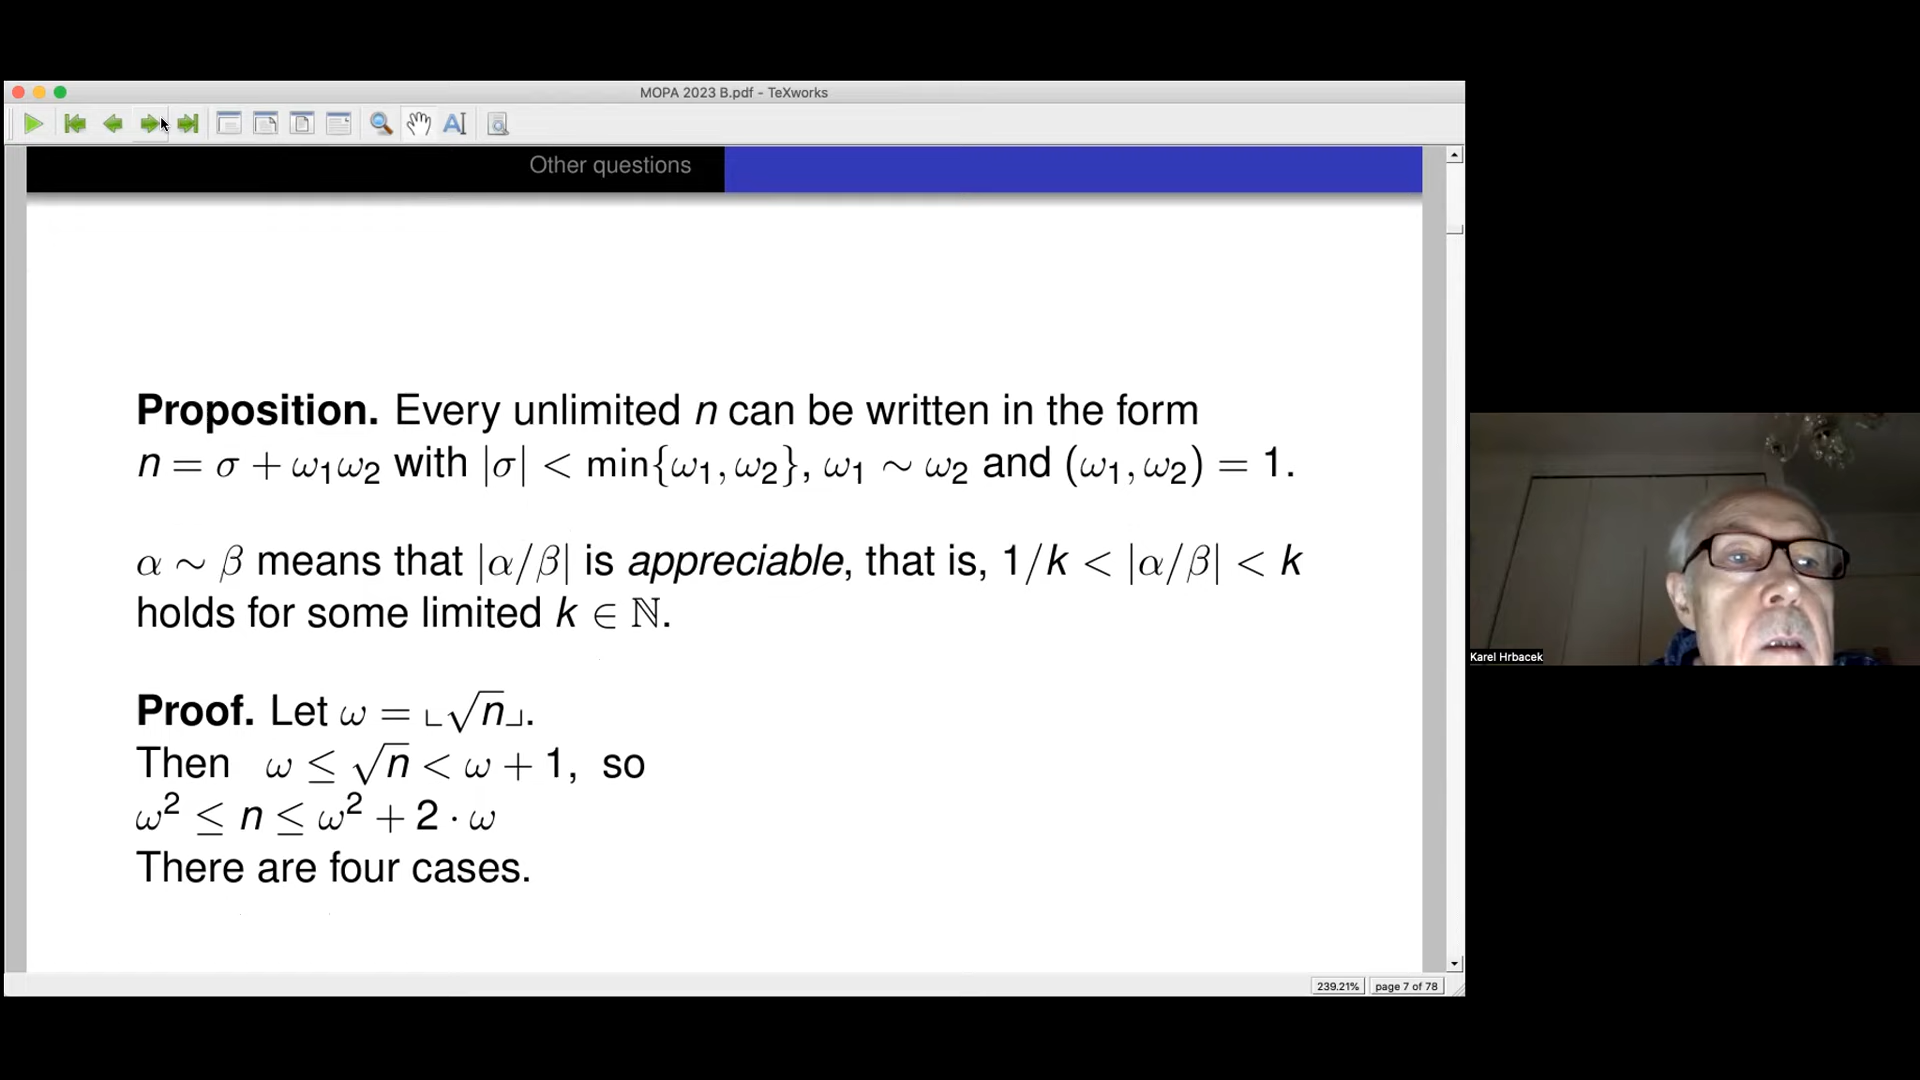 MOPA 2023 B.pdf - TeXworks
Other questions
Proposition. Every unlimited n can be written in the form
n = σ + ω₁ω₂ with |σ| < min{ω₁, ω₂}, ω₁ ∼ ω₂ and (ω₁, ω₂) = 1.
α ∼ β means that |α/β| is appreciable, that is, 1/k < |α/β| < k
holds for some limited k ∈ ℕ.
Proof. Let ω = ⌞√n⌟.
Then ω ≤ √n < ω + 1, so
ω² ≤ n ≤ ω² + 2 · ω
There are four cases.
Karel Hrbacek
239.21% page 7 of 78